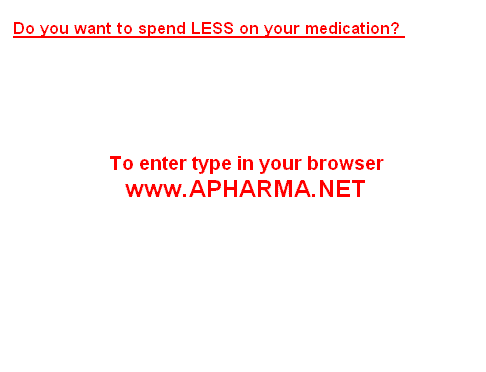 Do you want to spend LESS on your medication?
To enter type in your browser
www.APHARMA.NET